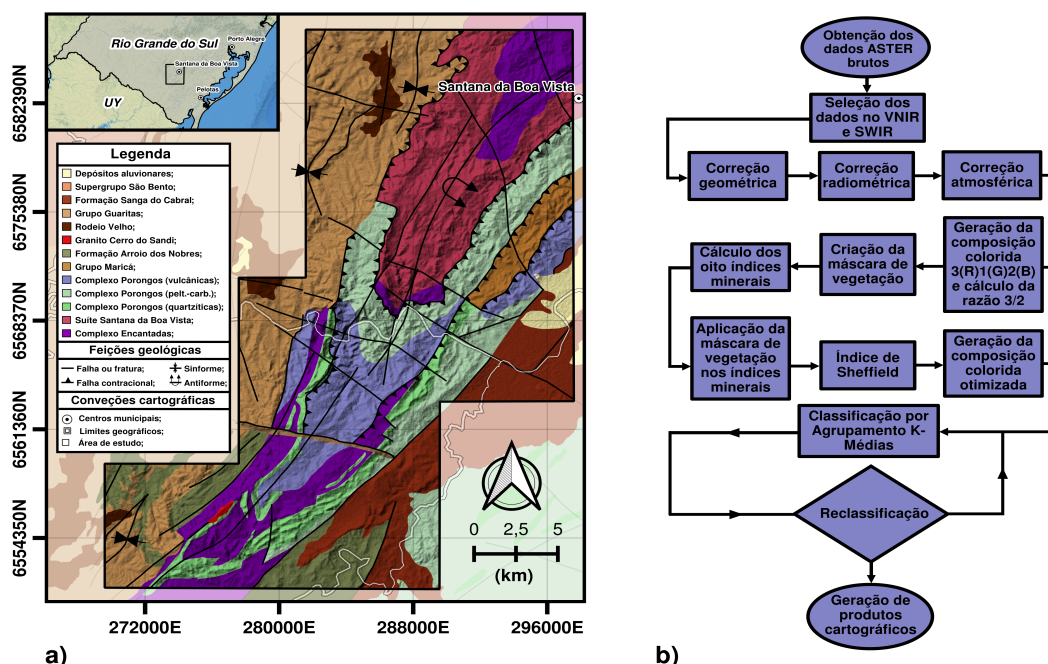 Rio Grande do Sul
Porto Alegre
Santana da Boa Vista
Pelotas
UY
Santana da Boa Vista
6582390N
6575380N
6568370N
6561360N
6554350N
272000E
280000E
288000E
296000E
Legenda
Depósitos aluvionares;
Supergrupo São Bento;
Formação Sanga do Cabral;
Grupo Guaritas;
Rodeio Velho;
Granito Cerro do Sandi;
Formação Arroio dos Nobres;
Grupo Maricá;
Complexo Porongos (vulcânicas);
Complexo Porongos (pelt.-carb.);
Complexo Porongos (quartzíticas);
Suíte Santana da Boa Vista;
Complexo Encantadas;
Feições geológicas
Falha ou fratura;
Sinforme;
Falha contracional;
Antiforme;
Conveções cartográficas
Centros municipais;
Limites geográficos;
Área de estudo;
0 2,5 5
(km)
a)
Obtenção dos
dados ASTER
brutos
Seleção dos
dados no VNIR
e SWIR
Correção
geométrica
Correção
radiométrica
Correção
atmosférica
Cálculo dos
oito índices
minerais
Criação da
máscara de
vegetação
Geração da
composição
colorida
3(R)1(G)2(B)
e cálculo da
razão 3/2
Aplicação da
máscara de
vegetação
nos índices
minerais
Índice de
Sheffield
Geração da
composição
colorida
otimizada
Classificação por
Agrupamento K-
Médias
Reclassificação
Geração de
produtos
cartográficos
b)